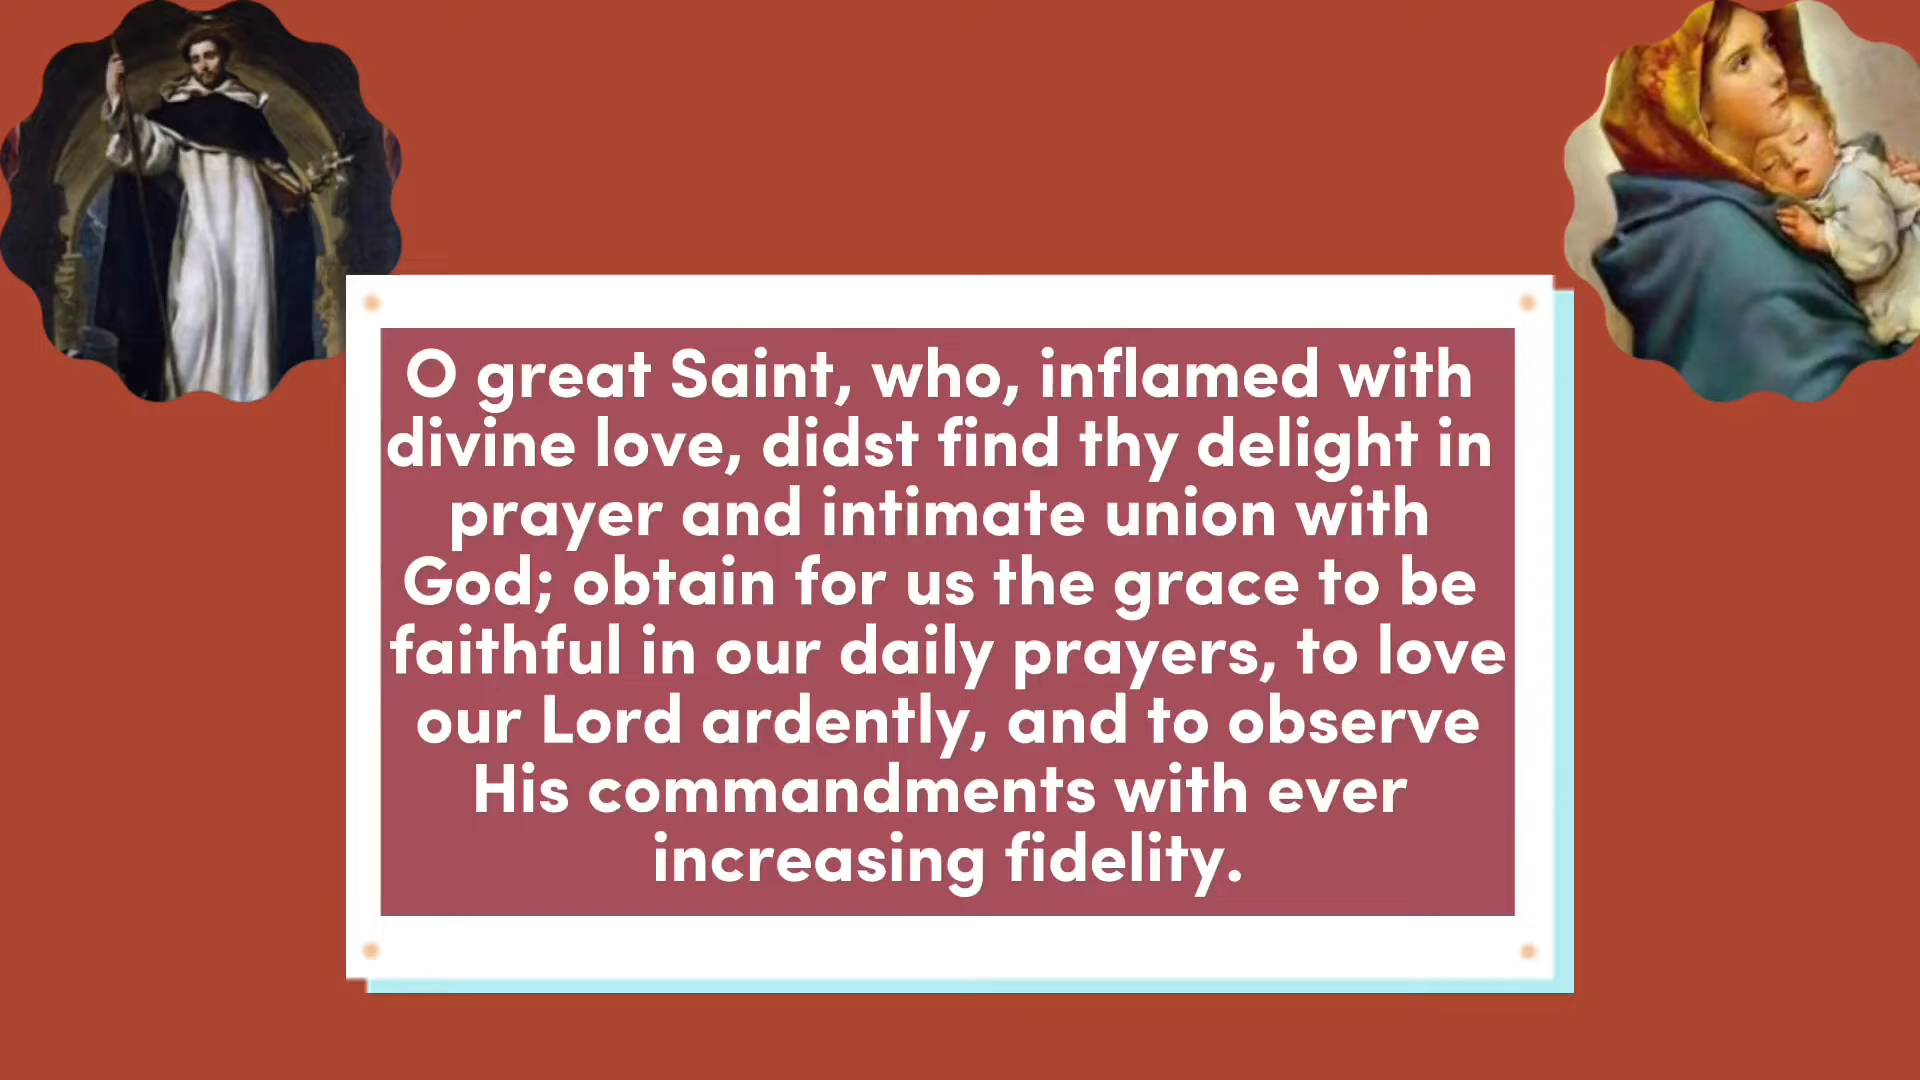 O great Saint, who, inflamed with
divine love, didst find thy delight in
prayer and intimate union with
God; obtain for us the grace to be
faithful in our daily prayers, to love
our Lord ardently, and to observe
His commandments with ever
increasing fidelity.